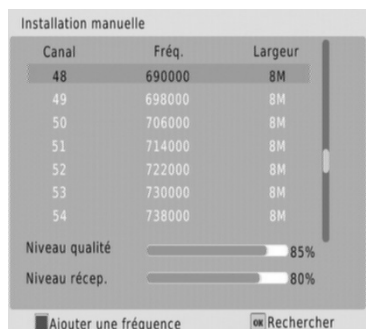 Installation manuelle
Canal Fréq. Largeur
48 690000 8M
49 698000 8M
50 706000 8M
51 714000 8M
52 722000 8M
53 730000 8M
54 738000 8M
Niveau qualité 85%
Niveau récep. 80%
Ajouter une fréquence OK Rechercher